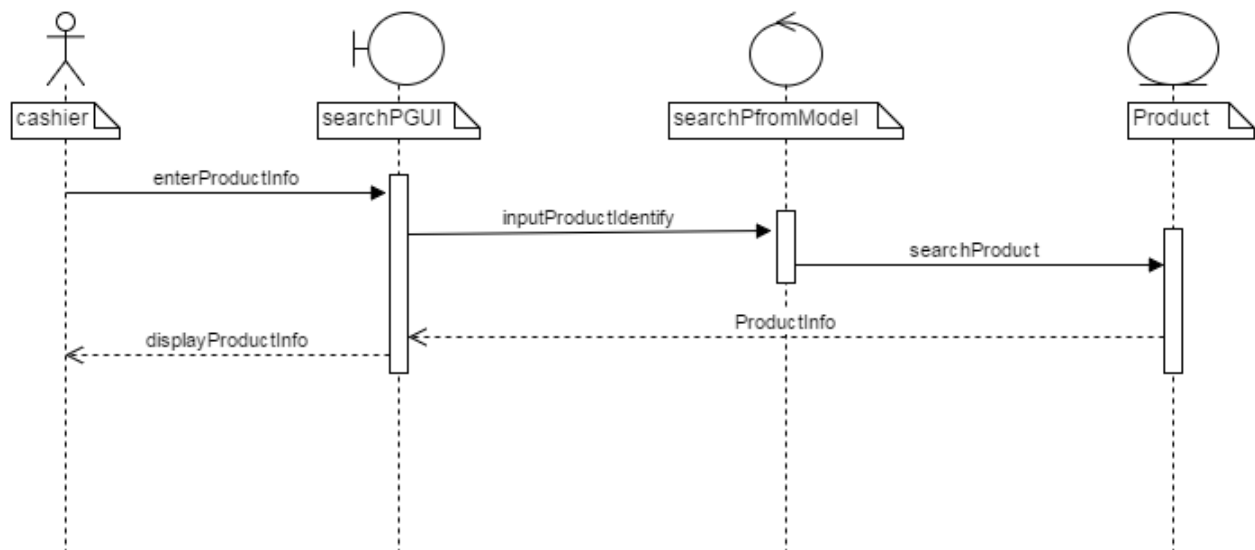 cashier
searchPGUI
searchPfromModel
Product
enterProductInfo
inputProductIdentify
searchProduct
ProductInfo
displayProductInfo